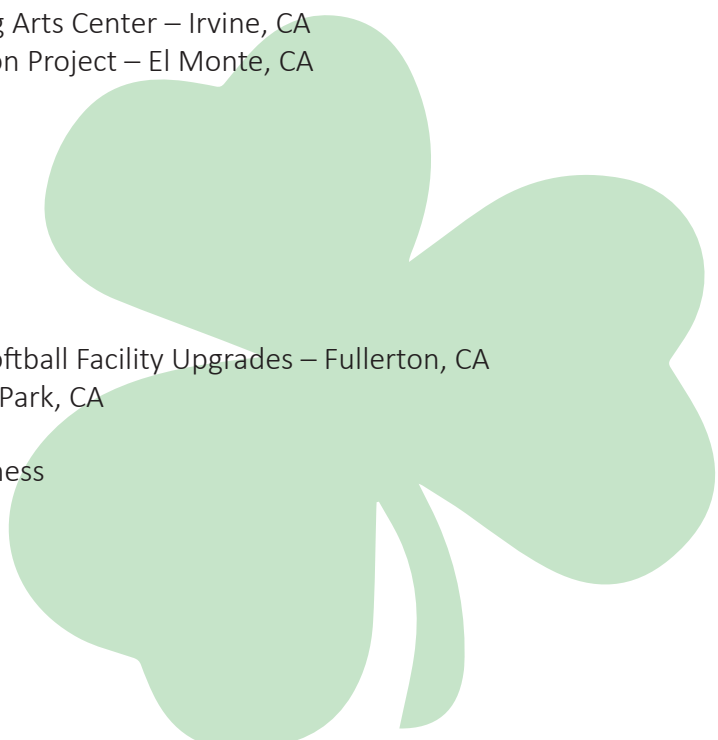 g Arts Center – Irvine, CA
on Project – El Monte, CA
oftball Facility Upgrades – Fullerton, CA
Park, CA
ness